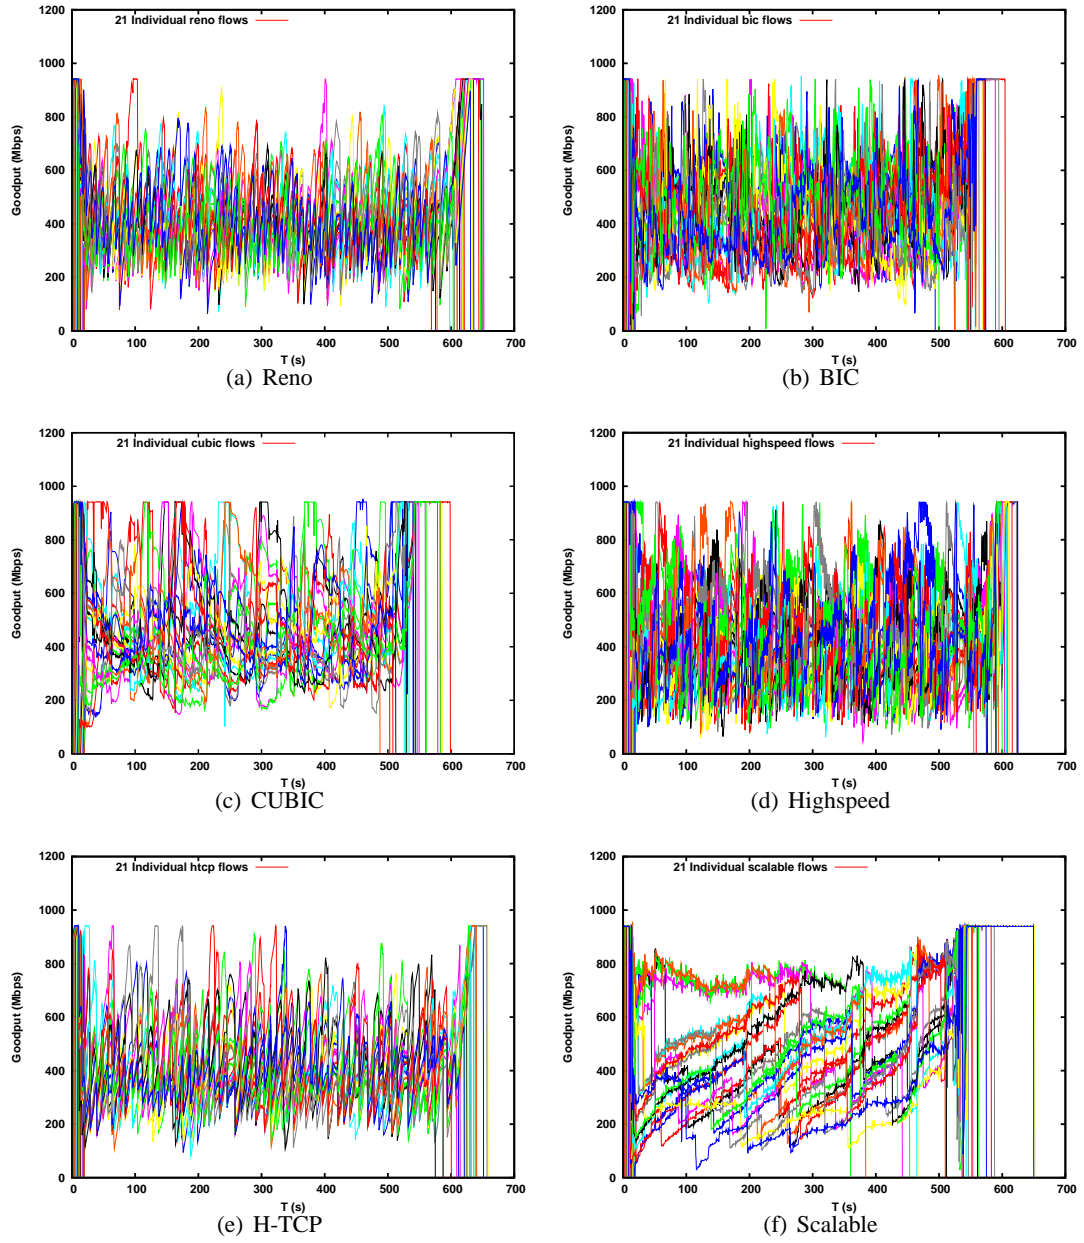 21 Individual reno flows
1200
1000
800
600
400
200
0
Goodput (Mbps)
0 100 200 300 400 500 600 700
T (s)
(a) Reno
21 Individual bic flows
1200
1000
800
600
400
200
0
Goodput (Mbps)
0 100 200 300 400 500 600 700
T (s)
(b) BIC
21 Individual cubic flows
1200
1000
800
600
400
200
0
Goodput (Mbps)
0 100 200 300 400 500 600 700
T (s)
(c) CUBIC
21 Individual highspeed flows
1200
1000
800
600
400
200
0
Goodput (Mbps)
0 100 200 300 400 500 600 700
T (s)
(d) Highspeed
21 Individual htcp flows
1200
1000
800
600
400
200
0
Goodput (Mbps)
0 100 200 300 400 500 600 700
T (s)
(e) H-TCP
21 Individual scalable flows
1200
1000
800
600
400
200
0
Goodput (Mbps)
0 100 200 300 400 500 600 700
T (s)
(f) Scalable